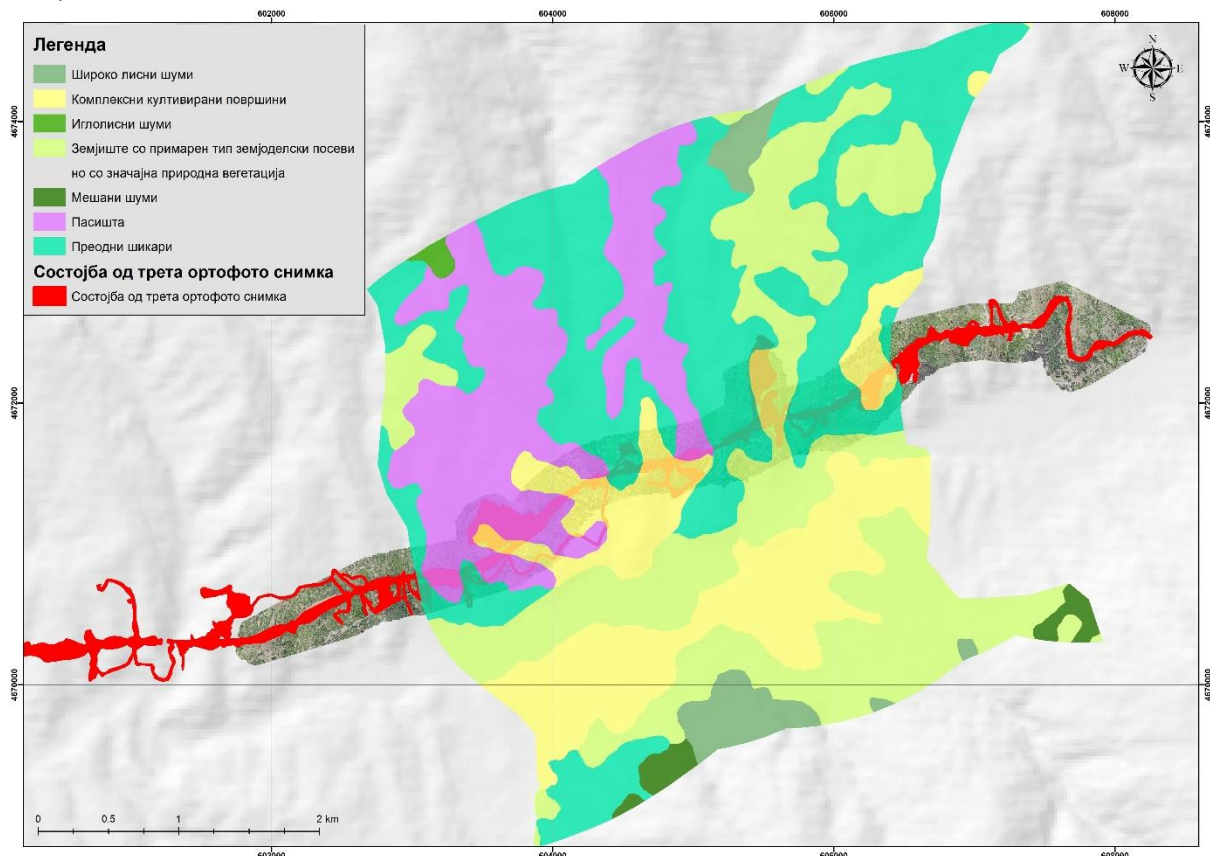 602000 604000 606000 608000
Легенда
Широко лисни шуми
Комплексни култивирани површини
Иглолисни шуми
Земјиште со примарен тип земјоделски посеви
но со значајна природна вегетација
Мешани шуми
Пасишта
Преодни шикари
Состојба од трета ортофото снимка
Состојба од трета ортофото снимка
N
W E
S
4674000 4674000
4672000 4672000
4670000 4670000
0 0.5 1 2 km
602000 604000 606000 608000